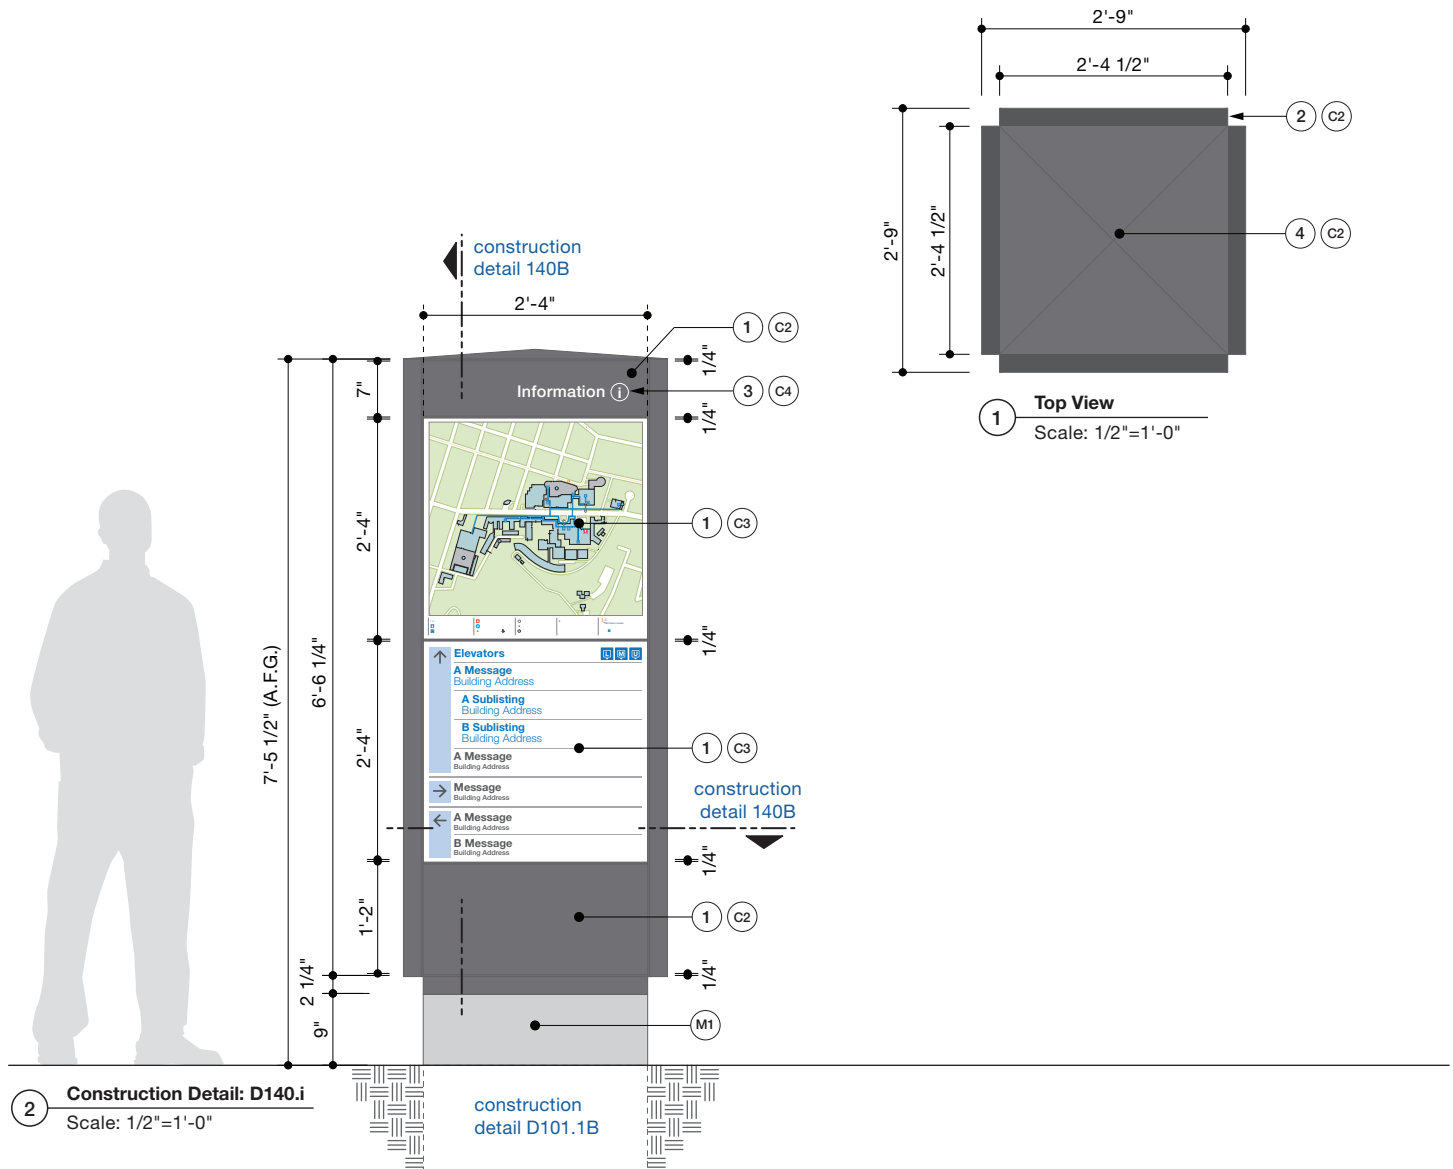 2'-9"
2'-4 1/2"
2 C2
2'-9"
2'-4 1/2"
4 C2
1 Top View
Scale: 1/2"=1'-0"
construction
detail 140B
2'-4"
1 C2
1/4"
7"
Information i
3 C4
1/4"
2'-4"
1 C3
1/4"
7'-5 1/2" (A.F.G.)
6'-6 1/4"
Elevators L M U
A Message
Building Address
A Sublisting
Building Address
B Sublisting
Building Address
2'-4"
1 C3
A Message
Building Address
Message
Building Address
construction
detail 140B
A Message
Building Address
B Message
Building Address
1/4"
1'-2"
1 C2
2 1/4"
1/4"
9"
M1
2 Construction Detail: D140.i
Scale: 1/2"=1'-0"
construction
detail D101.1B